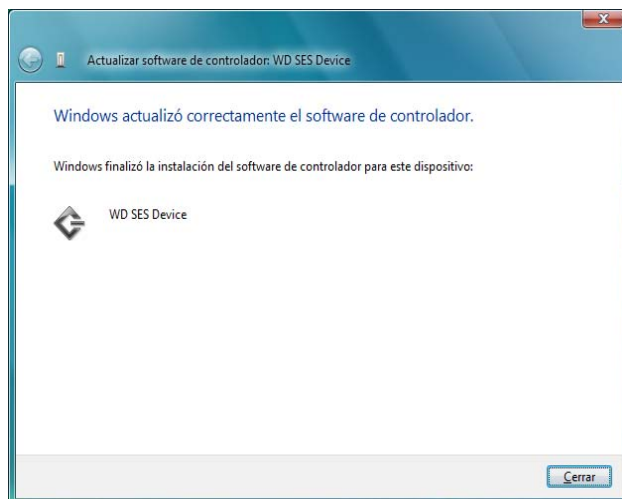 Actualizar software de controlador: WD SES Device
Windows actualizó correctamente el software de controlador.
Windows finalizó la instalación del software de controlador para este dispositivo:
WD SES Device
Cerrar